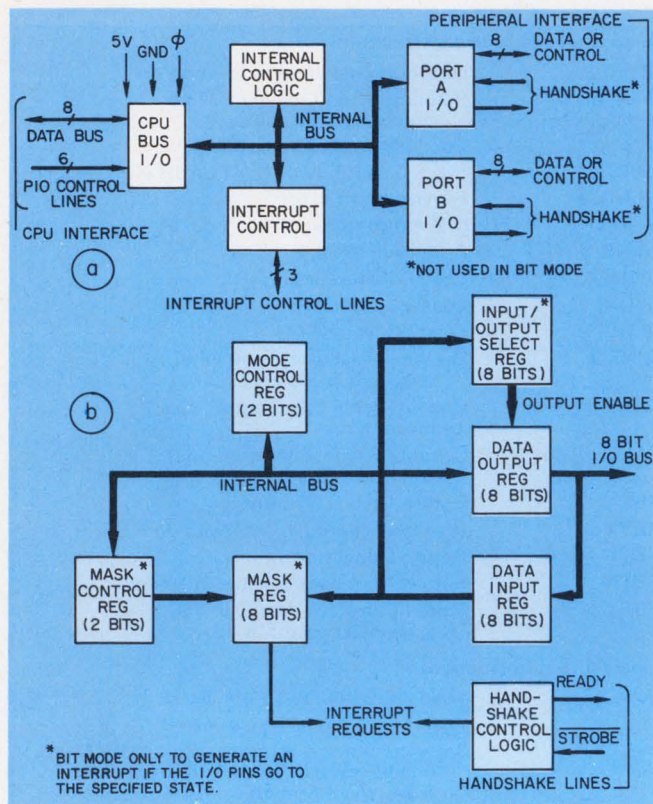 PERIPHERAL INTERFACE
5V
GND
φ
INTERNAL
CONTROL
LOGIC
INTERNAL
BUS
8
DATA BUS
6
PIO CONTROL
LINES
CPU INTERFACE
CPU
BUS
I/O
INTERRUPT
CONTROL
3
INTERRUPT CONTROL LINES
PORT
A
I/O
8
DATA OR
CONTROL
HANDSHAKE*
PORT
B
I/O
8
DATA OR
CONTROL
HANDSHAKE*
*NOT USED IN BIT MODE
a
b
MODE
CONTROL
REG
(2 BITS)
INPUT/*
OUTPUT
SELECT
REG
(8 BITS)
OUTPUT ENABLE
INTERNAL BUS
DATA
OUTPUT
REG
(8 BITS)
8 BIT
I/O BUS
MASK *
CONTROL
REG
(2 BITS)
MASK *
REG
(8 BITS)
DATA
INPUT
REG
(8 BITS)
INTERRUPT
REQUESTS
HAND-
SHAKE
CONTROL
LOGIC
READY
STROBE
HANDSHAKE LINES
*BIT MODE ONLY TO GENERATE AN
INTERRUPT IF THE I/O PINS GO TO
THE SPECIFIED STATE.